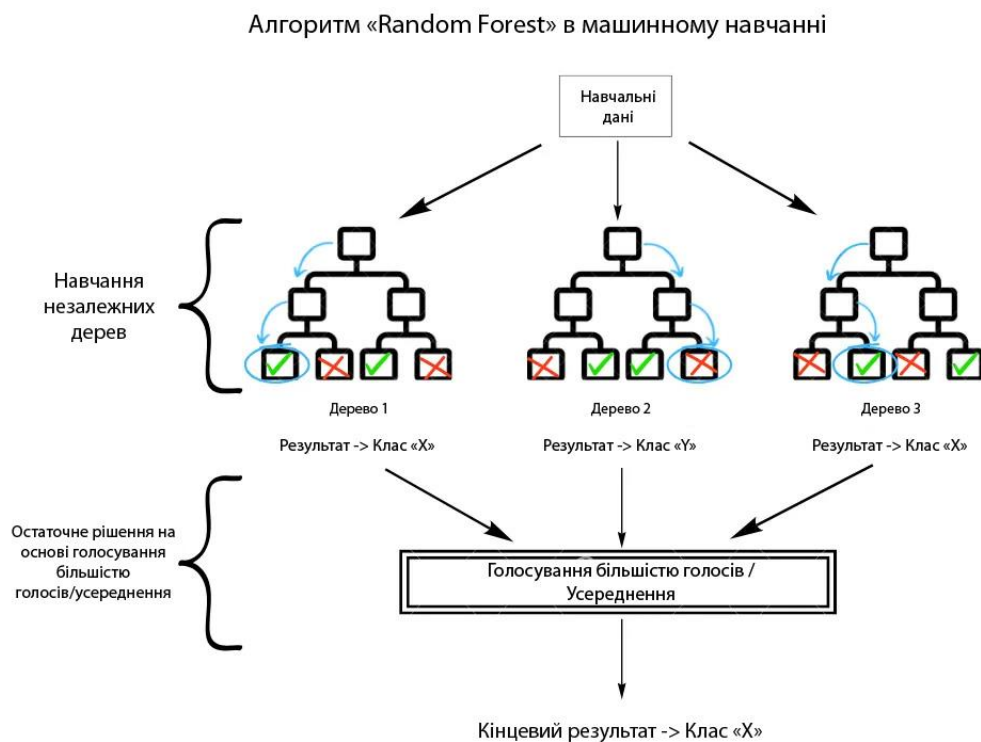 Алгоритм «Random Forest» в машинному навчанні
Навчальні
дані
Навчання
незалежних
дерев
Дерево 1
Дерево 2
Дерево 3
Результат -> Клас «X»
Результат -> Клас «Y»
Результат -> Клас «X»
Остаточне рішення на
основі голосування
більшістю
голосів/усереднення
Голосування більшістю голосів /
Усереднення
Кінцевий результат -> Клас «X»